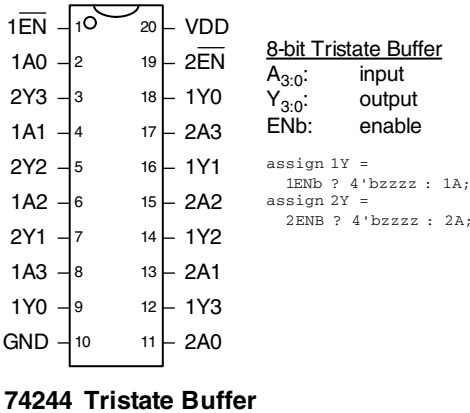 1EN 1 20 VDD
1A0 2 19 2EN
2Y3 3 18 1Y0
1A1 4 17 2A3
2Y2 5 16 1Y1
1A2 6 15 2A2
2Y1 7 14 1Y2
1A3 8 13 2A1
1Y0 9 12 1Y3
GND 10 11 2A0
8-bit Tristate Buffer
A3:0: input
Y3:0: output
ENb: enable
assign 1Y =
1ENb ? 4'bzzzz : 1A;
assign 2Y =
2ENB ? 4'bzzzz : 2A;
74244 Tristate Buffer